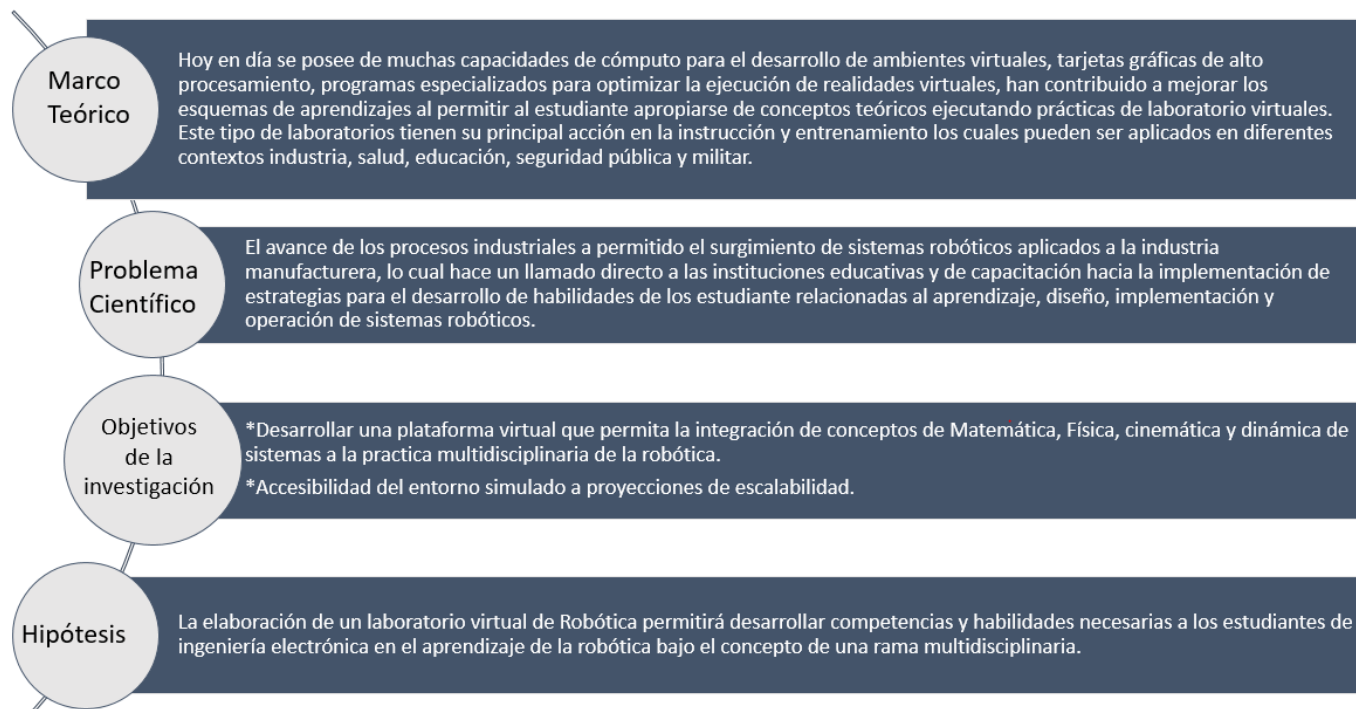 Marco
Teórico
Hoy en día se posee de muchas capacidades de cómputo para el desarrollo de ambientes virtuales, tarjetas gráficas de alto
procesamiento, programas especializados para optimizar la ejecución de realidades virtuales, han contribuido a mejorar los
esquemas de aprendizajes al permitir al estudiante apropiarse de conceptos teóricos ejecutando prácticas de laboratorio virtuales.
Este tipo de laboratorios tienen su principal acción en la instrucción y entrenamiento los cuales pueden ser aplicados en diferentes
contextos industria, salud, educación, seguridad pública y militar.
Problema
Científico
El avance de los procesos industriales a permitido el surgimiento de sistemas robóticos aplicados a la industria
manufacturera, lo cual hace un llamado directo a las instituciones educativas y de capacitación hacia la implementación de
estrategias para el desarrollo de habilidades de los estudiante relacionadas al aprendizaje, diseño, implementación y
operación de sistemas robóticos.
Objetivos
de la
investigación
*Desarrollar una plataforma virtual que permita la integración de conceptos de Matemática, Física, cinemática y dinámica de
sistemas a la practica multidisciplinaria de la robótica.
*Accesibilidad del entorno simulado a proyecciones de escalabilidad.
Hipótesis
La elaboración de un laboratorio virtual de Robótica permitirá desarrollar competencias y habilidades necesarias a los estudiantes de
ingeniería electrónica en el aprendizaje de la robótica bajo el concepto de una rama multidisciplinaria.